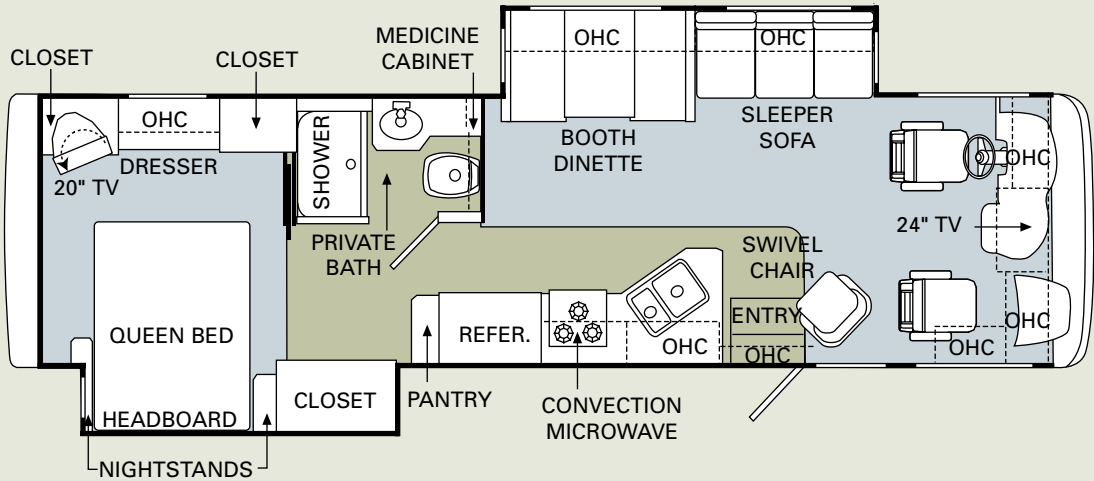 CLOSET
CLOSET
MEDICINE
CABINET
OHC
OHC
OHC
DRESSER
20" TV
SHOWER
BOOTH
DINETTE
SLEEPER
SOFA
OHC
24" TV
PRIVATE
BATH
SWIVEL
CHAIR
QUEEN BED
REFER.
ENTRY
OHC
OHC
OHC
OHC
HEADBOARD
CLOSET
PANTRY
CONVECTION
MICROWAVE
NIGHTSTANDS